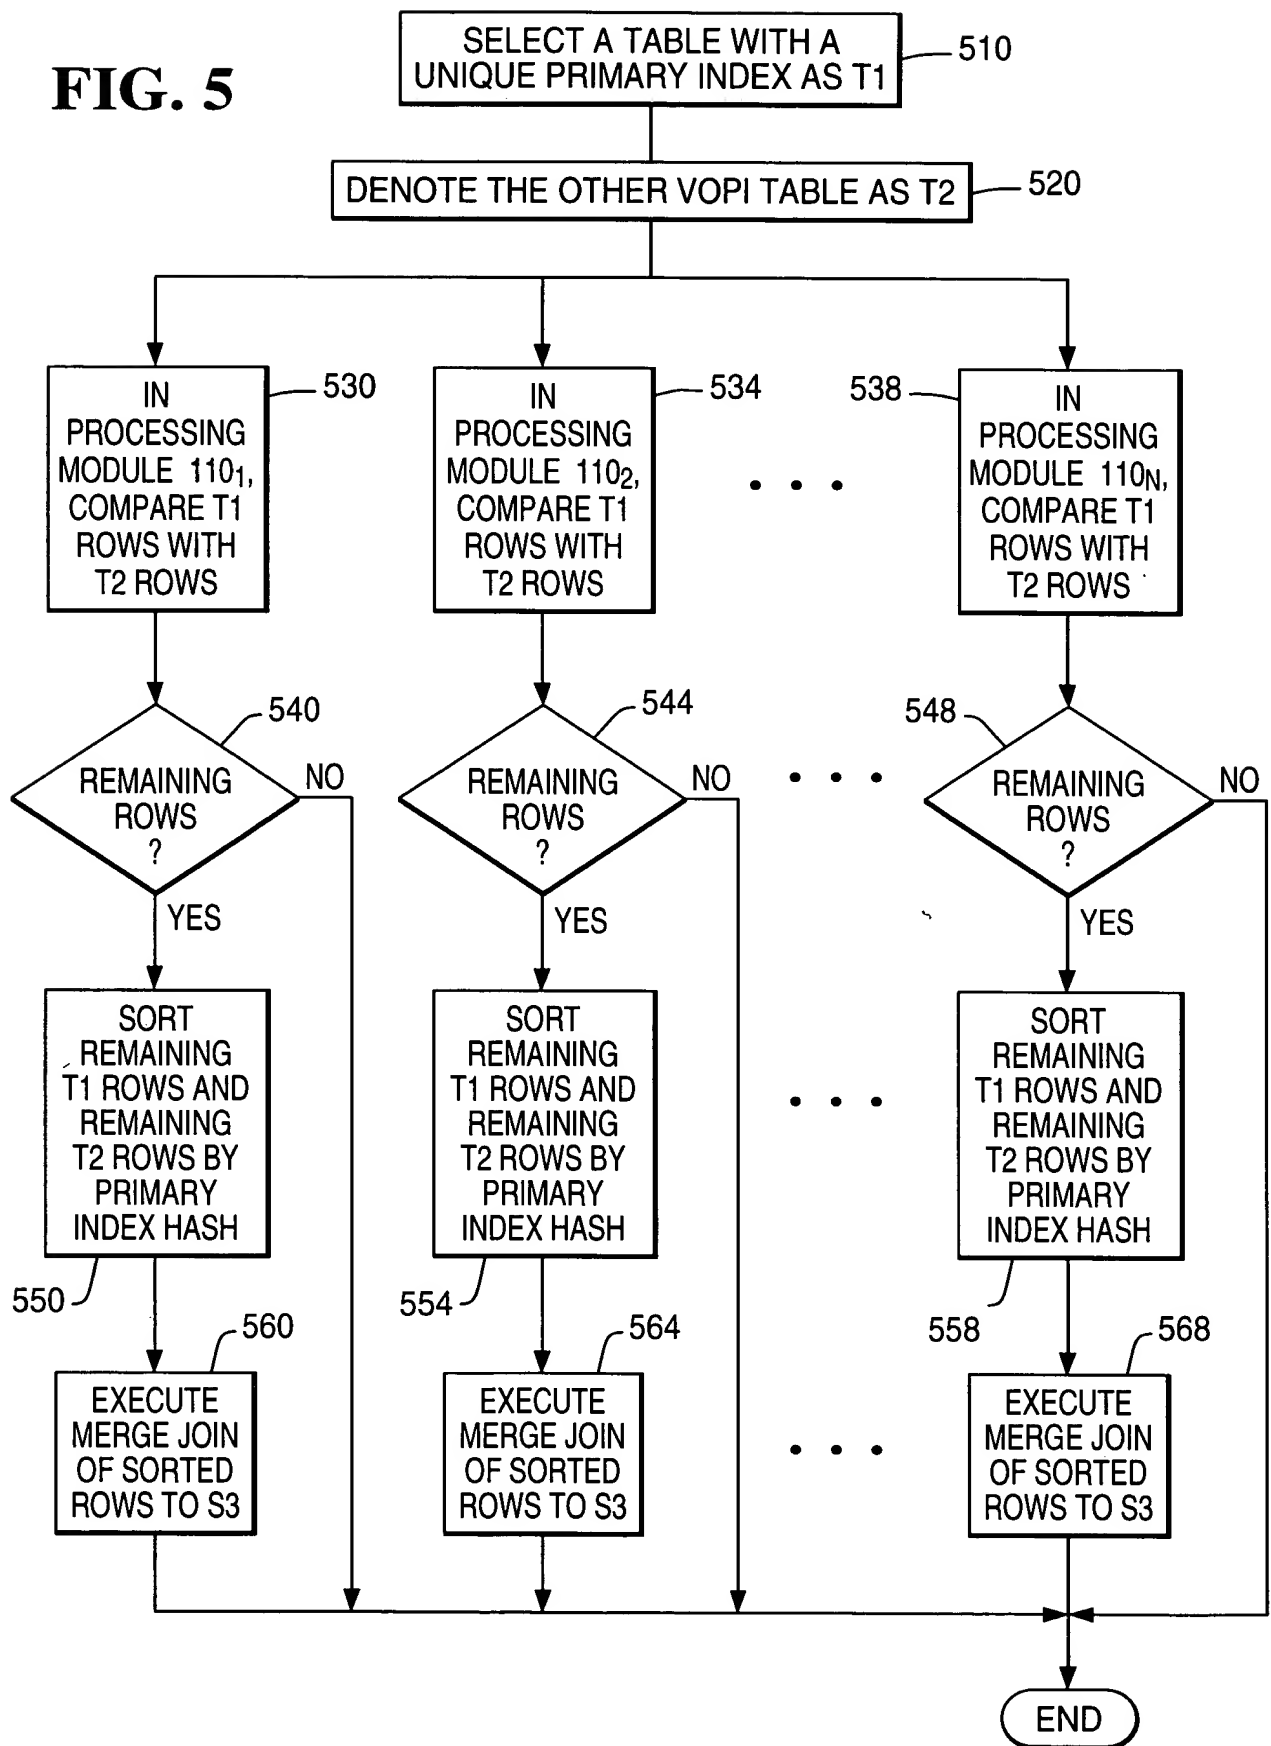 FIG. 5
SELECT A TABLE WITH A
UNIQUE PRIMARY INDEX AS T1
510
DENOTE THE OTHER VOPI TABLE AS T2
520
IN
PROCESSING
MODULE 110₁,
COMPARE T1
ROWS WITH
T2 ROWS
530
IN
PROCESSING
MODULE 110₂,
COMPARE T1
ROWS WITH
T2 ROWS
534
• • •
538
IN
PROCESSING
MODULE 110N,
COMPARE T1
ROWS WITH
T2 ROWS
540
REMAINING
ROWS
?
NO
YES
544
REMAINING
ROWS
?
NO
YES
• • •
548
REMAINING
ROWS
?
NO
YES
SORT
REMAINING
T1 ROWS AND
REMAINING
T2 ROWS BY
PRIMARY
INDEX HASH
550
SORT
REMAINING
T1 ROWS AND
REMAINING
T2 ROWS BY
PRIMARY
INDEX HASH
554
• • •
SORT
REMAINING
T1 ROWS AND
REMAINING
T2 ROWS BY
PRIMARY
INDEX HASH
558
560
EXECUTE
MERGE JOIN
OF SORTED
ROWS TO S3
564
EXECUTE
MERGE JOIN
OF SORTED
ROWS TO S3
• • •
568
EXECUTE
MERGE JOIN
OF SORTED
ROWS TO S3
END